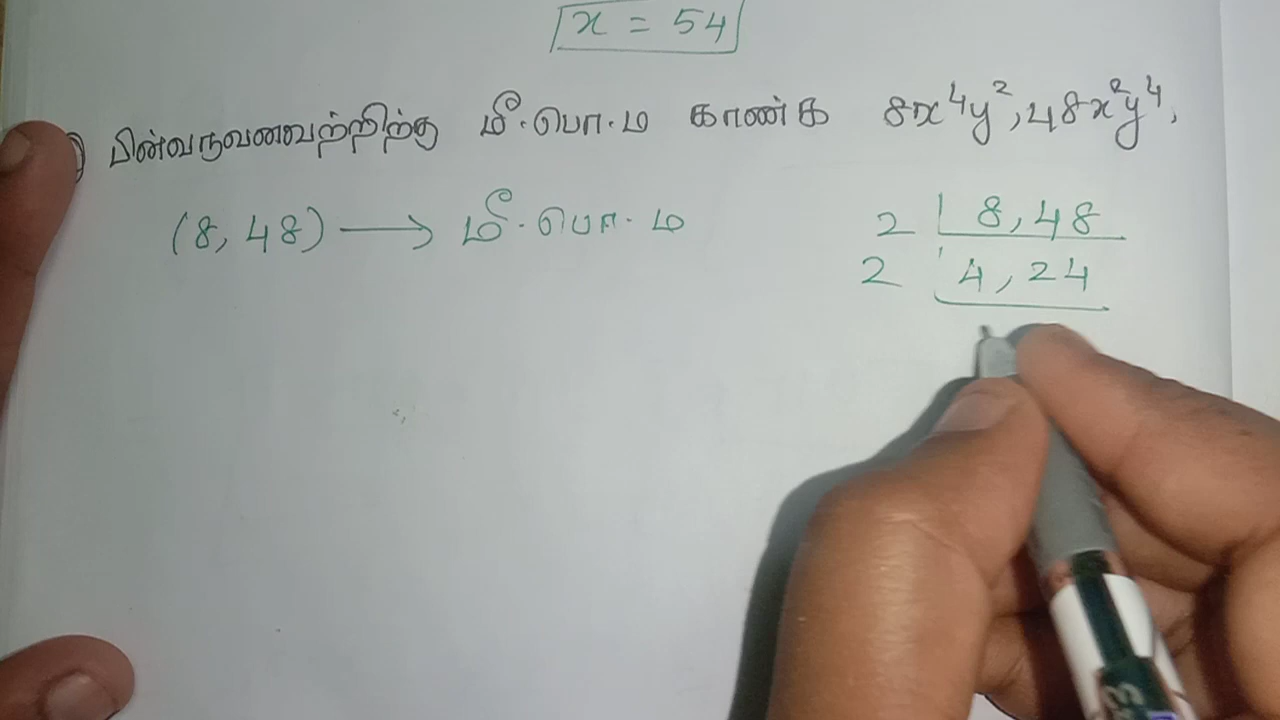 x = 54
) பின்வருவனவற்றிற்கு மீ.பொ.ம காண்க 8x⁴y², 48x²y⁴.
(8, 48) ⟶ மீ.பொ.ம
2 | 8, 48
2 | 4, 24